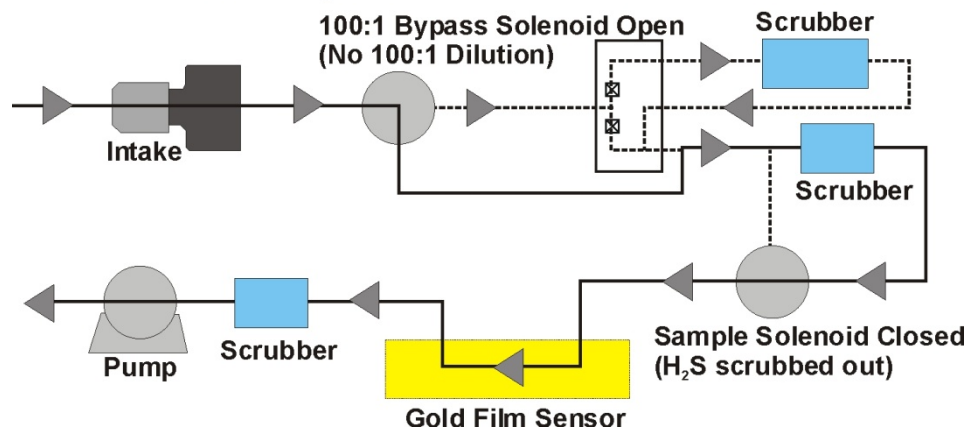 100:1 Bypass Solenoid Open
(No 100:1 Dilution)
Scrubber
Intake
Scrubber
Sample Solenoid Closed
(H₂S scrubbed out)
Pump
Scrubber
Gold Film Sensor